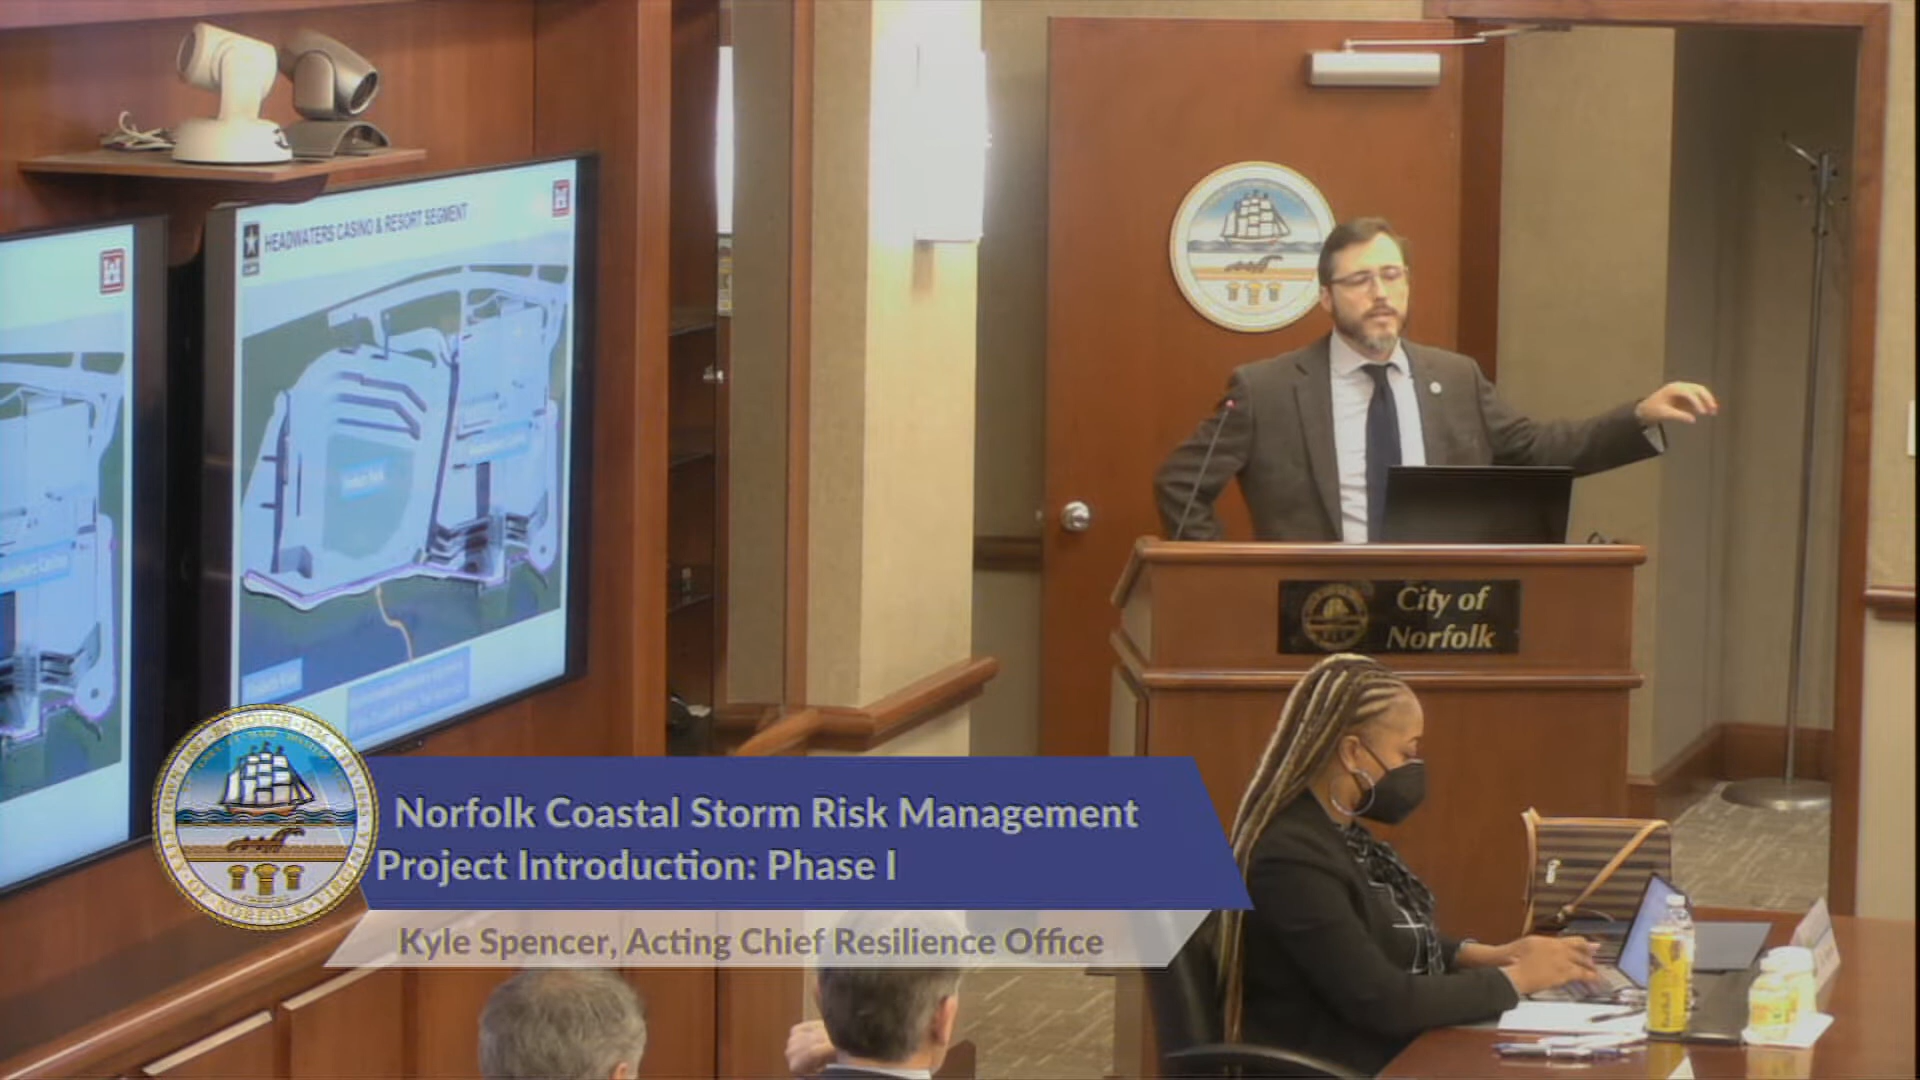 HEADWATERS CASINO & RESORT SEGMENT
City of
Norfolk
Norfolk Coastal Storm Risk Management
Project Introduction: Phase I
Kyle Spencer, Acting Chief Resilience Office